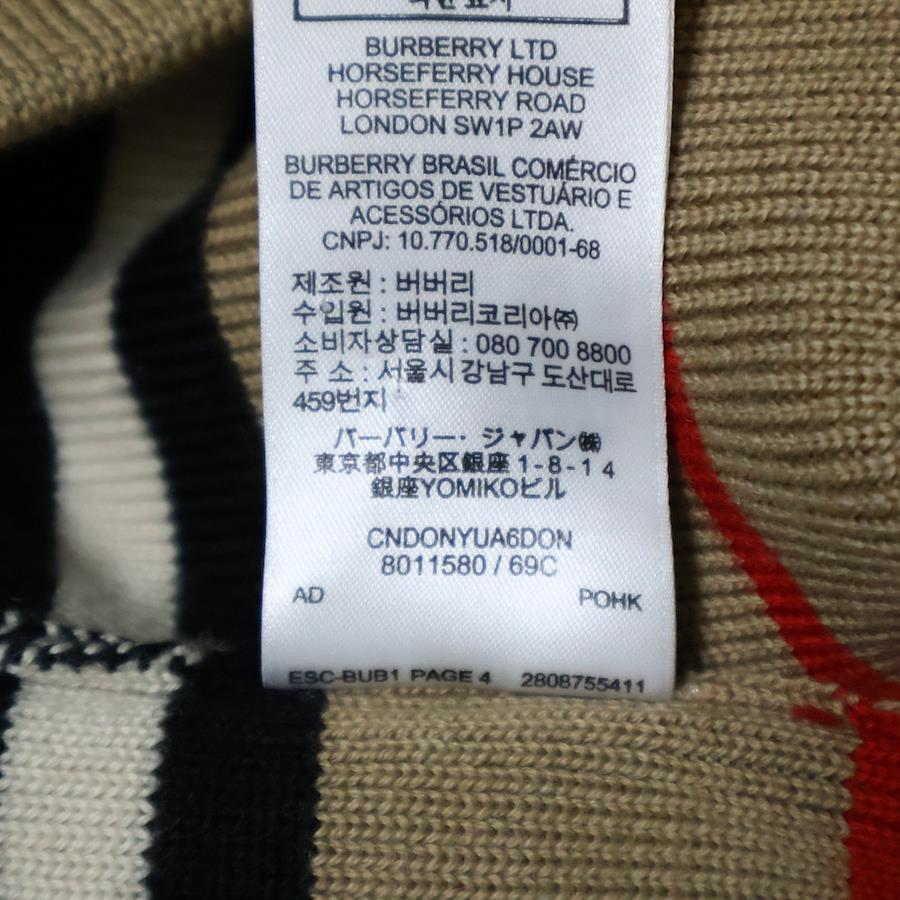 BURBERRY LTD
HORSEFERRY HOUSE
HORSEFERRY ROAD
LONDON SW1P 2AW
BURBERRY BRASIL COMÉRCIO
DE ARTIGOS DE VESTUÁRIO E
ACESSÓRIOS LTDA.
CNPJ: 10.770.518/0001-68
제조원 : 버버리
수입원 : 버버리코리아㈜
소비자상담실 : 080 700 8800
주 소 : 서울시 강남구 도산대로
459번지
バーバリー・ジャパン㈱
東京都中央区銀座 1-8-14
銀座YOMIKOビル
CNDONYUA6DON
8011580 / 69C
AD POHK
ESC-BUB1 PAGE 4 2808755411